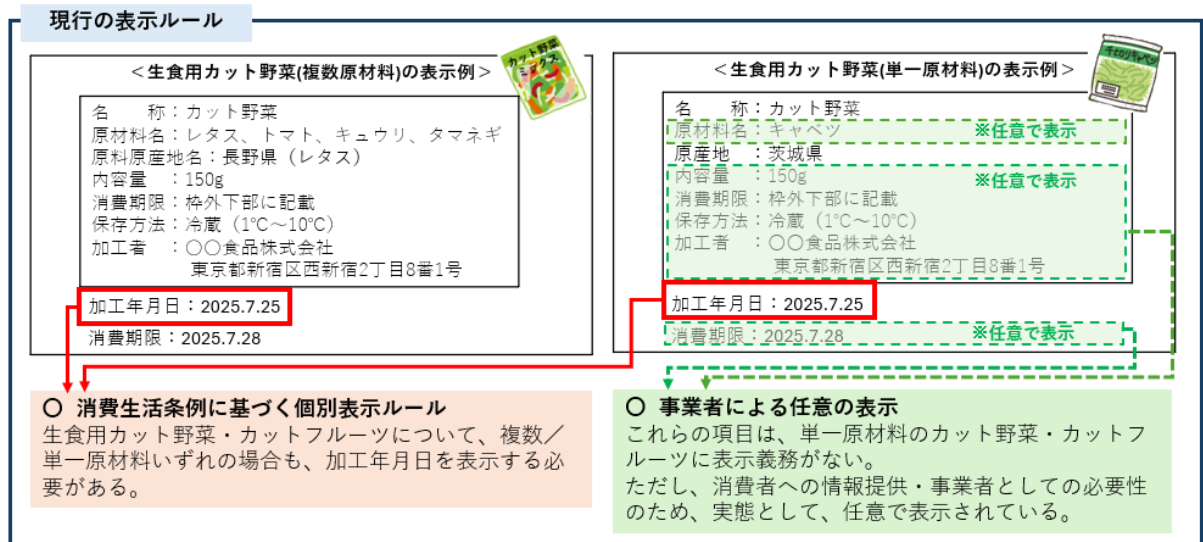 現行の表示ルール
＜生食用カット野菜(複数原材料)の表示例＞
カット野菜
ミックス
名　　称：カット野菜
原材料名：レタス、トマト、キュウリ、タマネギ
原料原産地名：長野県（レタス）
内容量　：150g
消費期限：枠外下部に記載
保存方法：冷蔵（1℃～10℃）
加工者　：〇〇食品株式会社
東京都新宿区西新宿2丁目8番1号
加工年月日：2025.7.25
消費期限：2025.7.28
＜生食用カット野菜(単一原材料)の表示例＞
千切りキャベツ
名　　称：カット野菜
原材料名：キャベツ　※任意で表示
原産地　：茨城県
内容量　：150g　※任意で表示
消費期限：枠外下部に記載
保存方法：冷蔵（1℃～10℃）
加工者　：〇〇食品株式会社
東京都新宿区西新宿2丁目8番1号
加工年月日：2025.7.25
消費期限：2025.7.28　※任意で表示
〇 消費生活条例に基づく個別表示ルール
生食用カット野菜・カットフルーツについて、複数／
単一原材料いずれの場合も、加工年月日を表示する必
要がある。
〇 事業者による任意の表示
これらの項目は、単一原材料のカット野菜・カットフ
ルーツに表示義務がない。
ただし、消費者への情報提供・事業者としての必要性
のため、実態として、任意で表示されている。